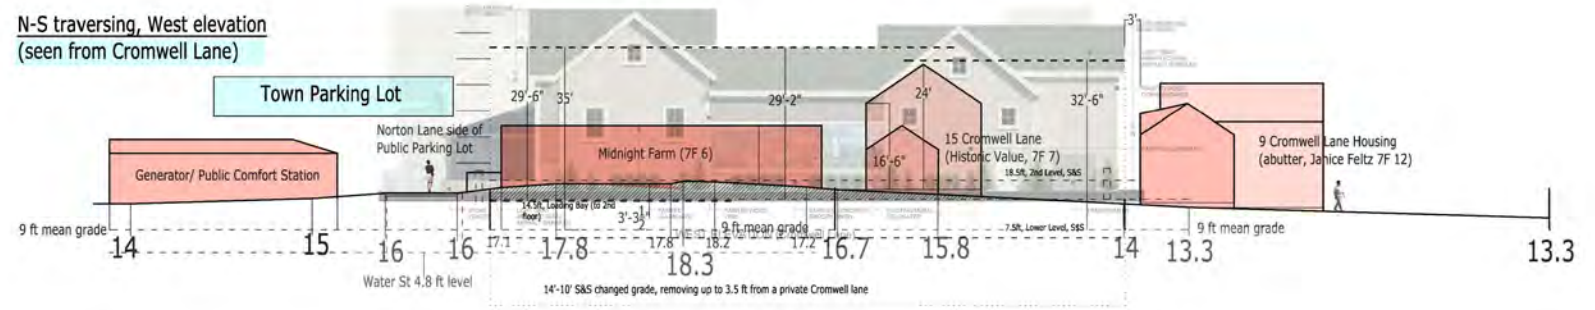 N-S traversing, West elevation
(seen from Cromwell Lane)
Town Parking Lot
3'
29'-6"
35'
29'-2"
24'
32'-6"
Norton Lane side of
Public Parking Lot
Midnight Farm (7F 6)
16'-6"
15 Cromwell Lane
(Historic Value, 7F 7)
18.5ft, 2nd Level, S&S
9 Cromwell Lane Housing
(abutter, Janice Feltz 7F 12)
Generator/ Public Comfort Station
14.5ft, Loading Bay (to 2nd
floor)
3'-3½"
9 ft mean grade
9 ft mean grade
7.5ft, Lower Level, S&S
9 ft mean grade
14
15
16
16
17.1
17.8
17.8
18.2
17.2
16.7
15.8
14
13.3
13.3
18.3
Water St 4.8 ft level
14'-10' S&S changed grade, removing up to 3.5 ft from a private Cromwell lane